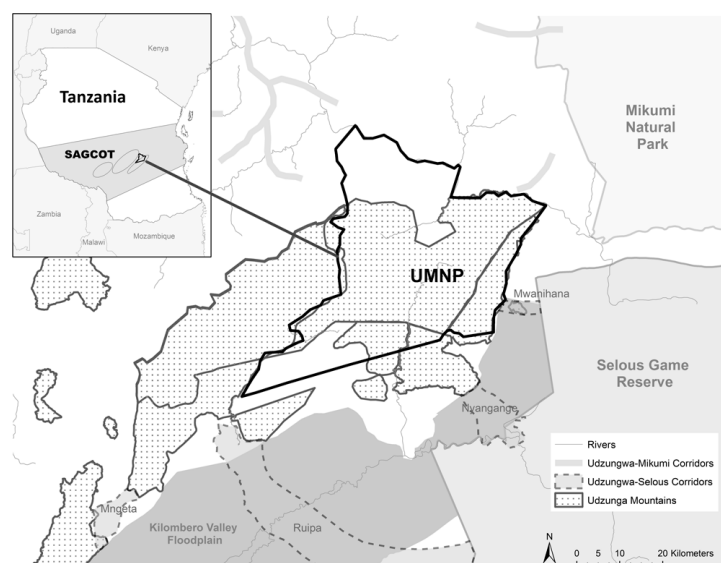 Uganda
Kenya
Tanzania
SAGCOT
Zambia
Malawi
Mozambique
Mikumi
Natural
Park
UMNP
Mwanihana
Selous Game
Reserve
Nyangange
Mngeta
Kilombero Valley
Floodplain
Ruipa
Rivers
Udzungwa-Mikumi Corridors
Udzungwa-Selous Corridors
Udzunga Mountains
N
0 5 10 20 Kilometers